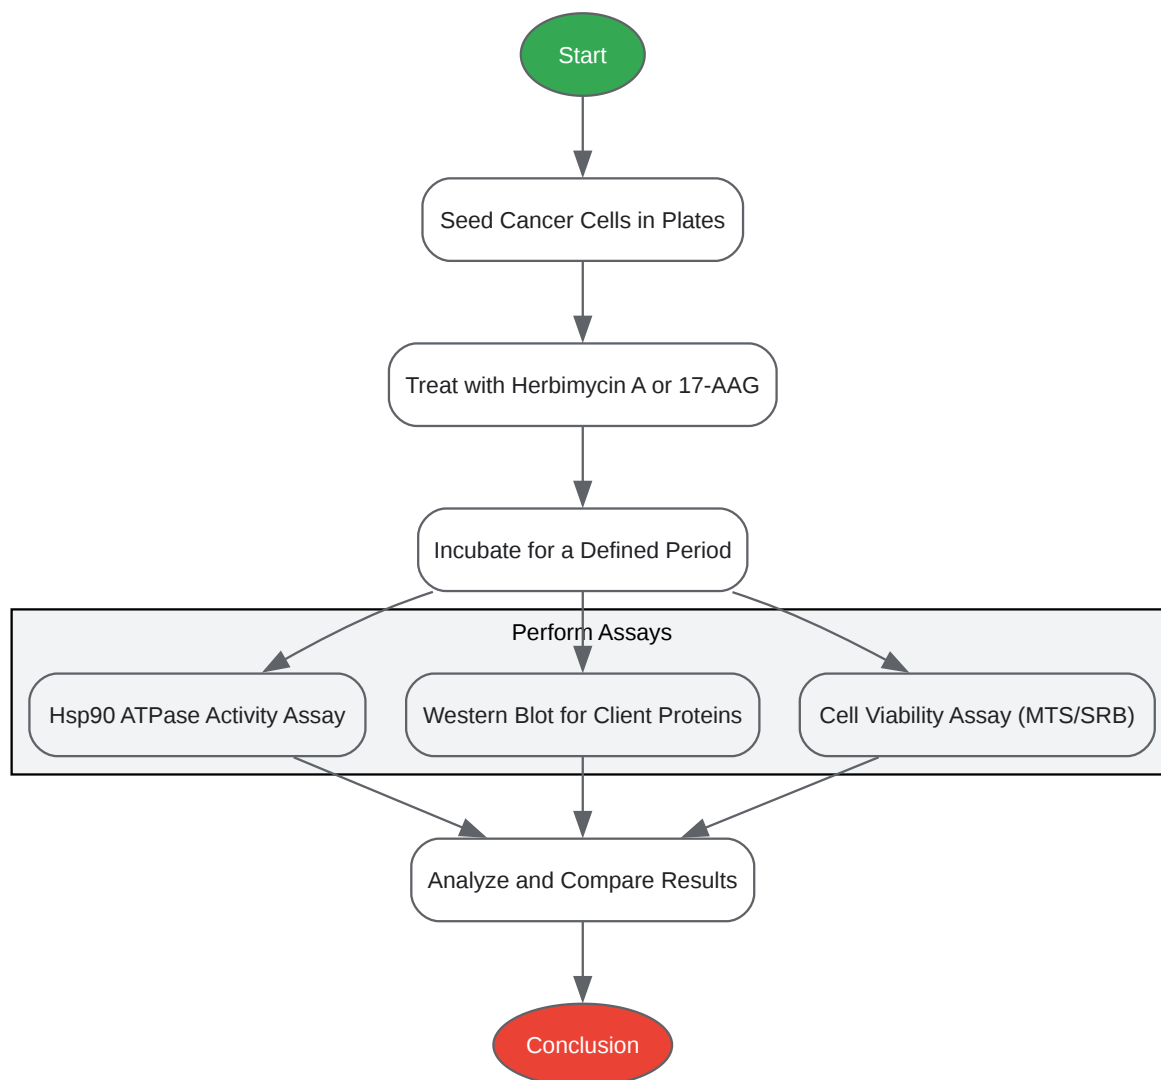 Start
Seed Cancer Cells in Plates
Treat with Herbimycin A or 17-AAG
Incubate for a Defined Period
Perform Assays
Hsp90 ATPase Activity Assay
Western Blot for Client Proteins
Cell Viability Assay (MTS/SRB)
Analyze and Compare Results
Conclusion